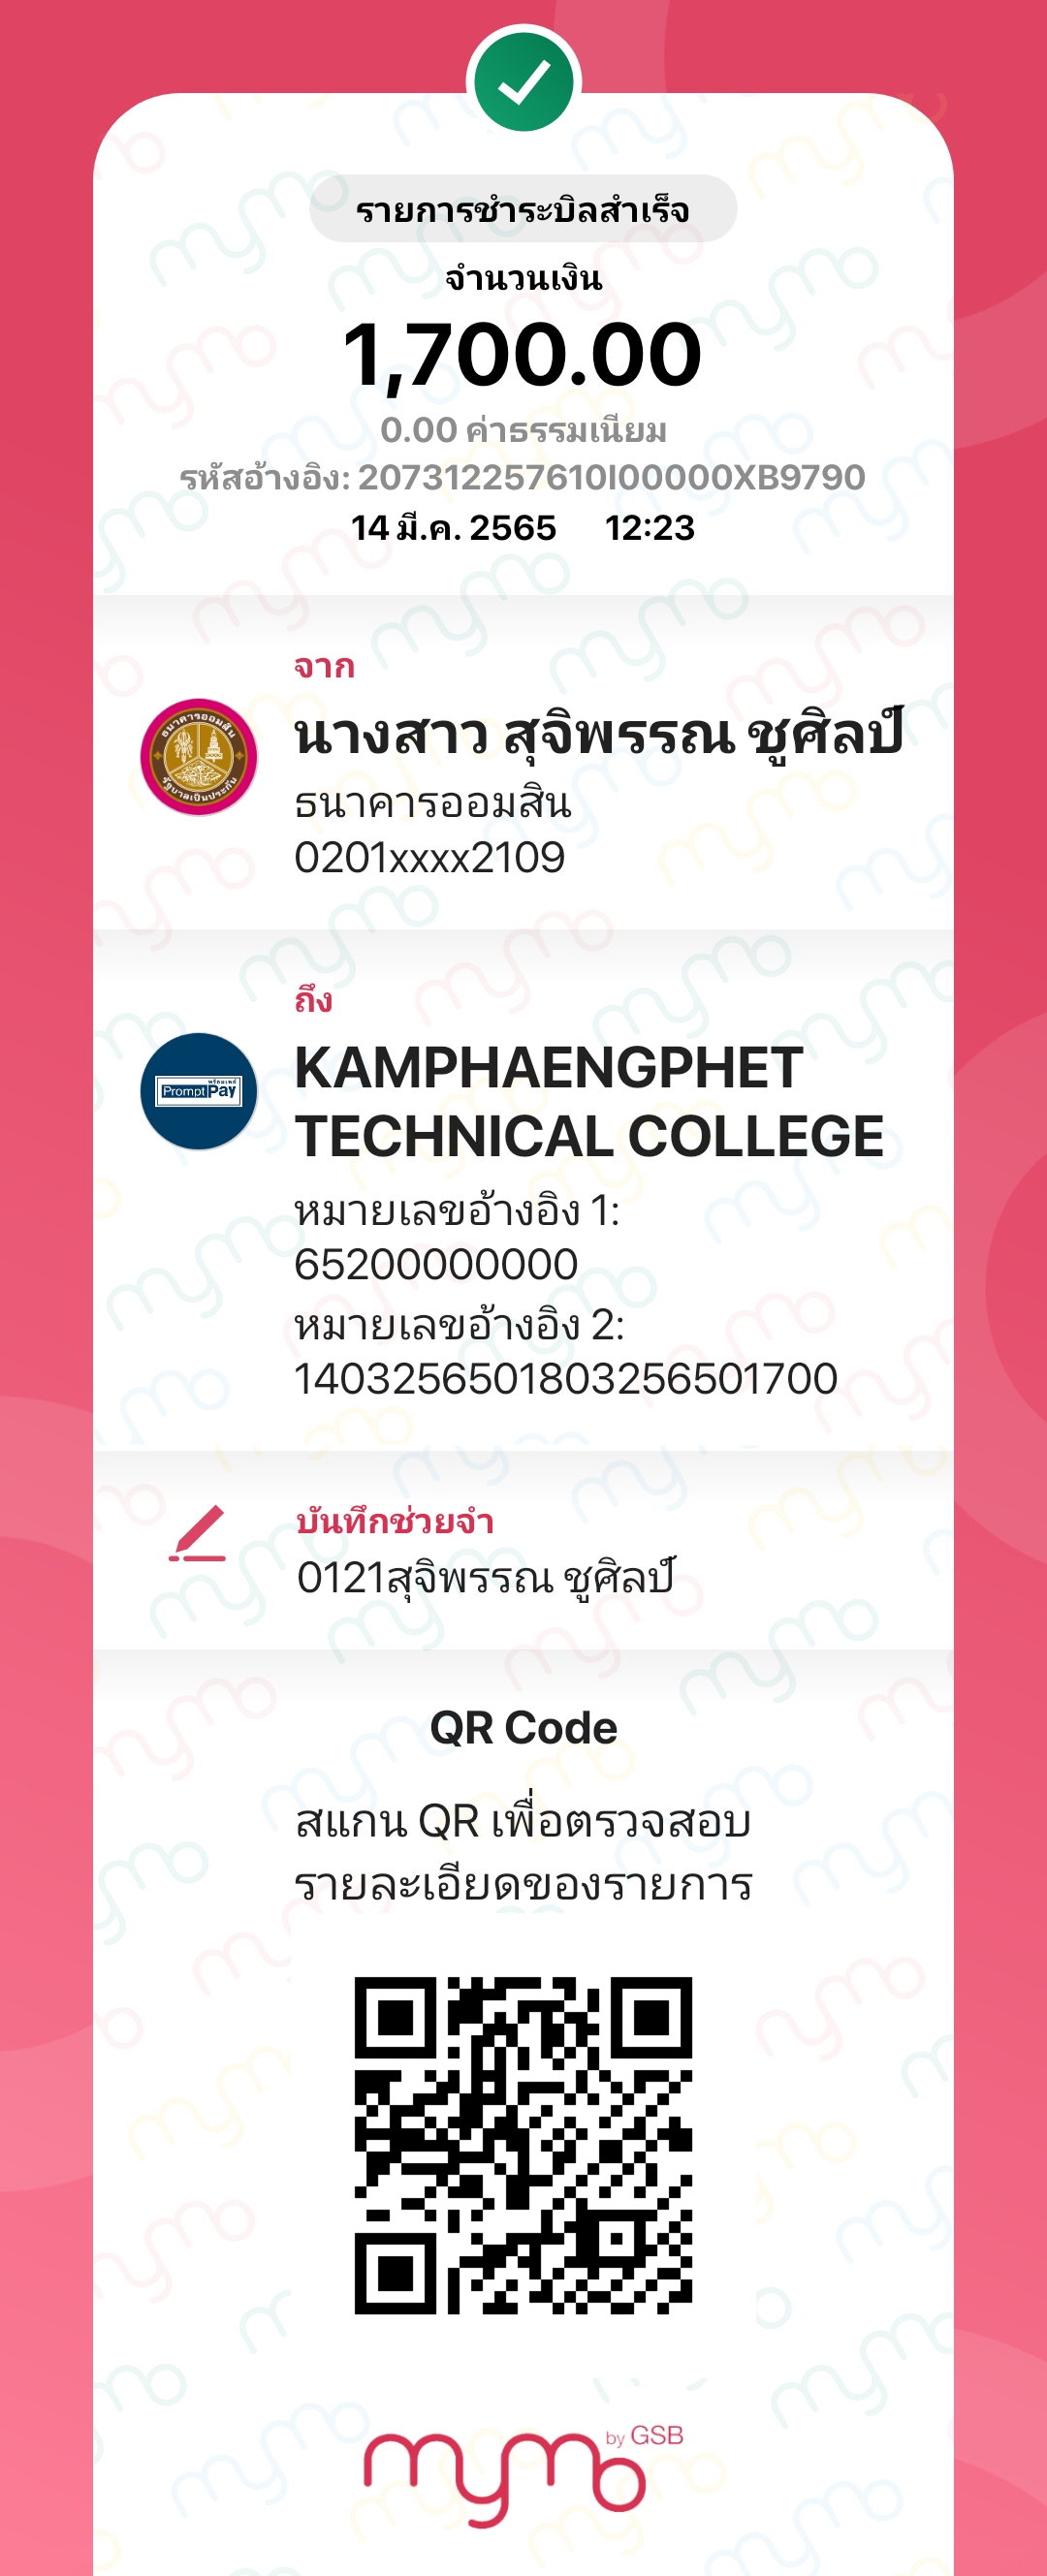 รายการชำระบิลสำเร็จ
จำนวนเงิน
1,700.00
0.00 ค่าธรรมเนียม
รหัสอ้างอิง: 207312257610I00000XB9790
14 มี.ค. 2565 12:23
จาก
นางสาว สุจิพรรณ ชูศิลป์
ธนาคารออมสิน
0201xxxx2109
ธนาคารออมสิน
รัฐบาลเป็นประกัน
ถึง
KAMPHAENGPHET
TECHNICAL COLLEGE
พร้อมเพย์
Prompt Pay
หมายเลขอ้างอิง 1:
65200000000
หมายเลขอ้างอิง 2:
1403256501803256501700
บันทึกช่วยจำ
0121สุจิพรรณ ชูศิลป์
QR Code
สแกน QR เพื่อตรวจสอบ
รายละเอียดของรายการ
mymo by GSB